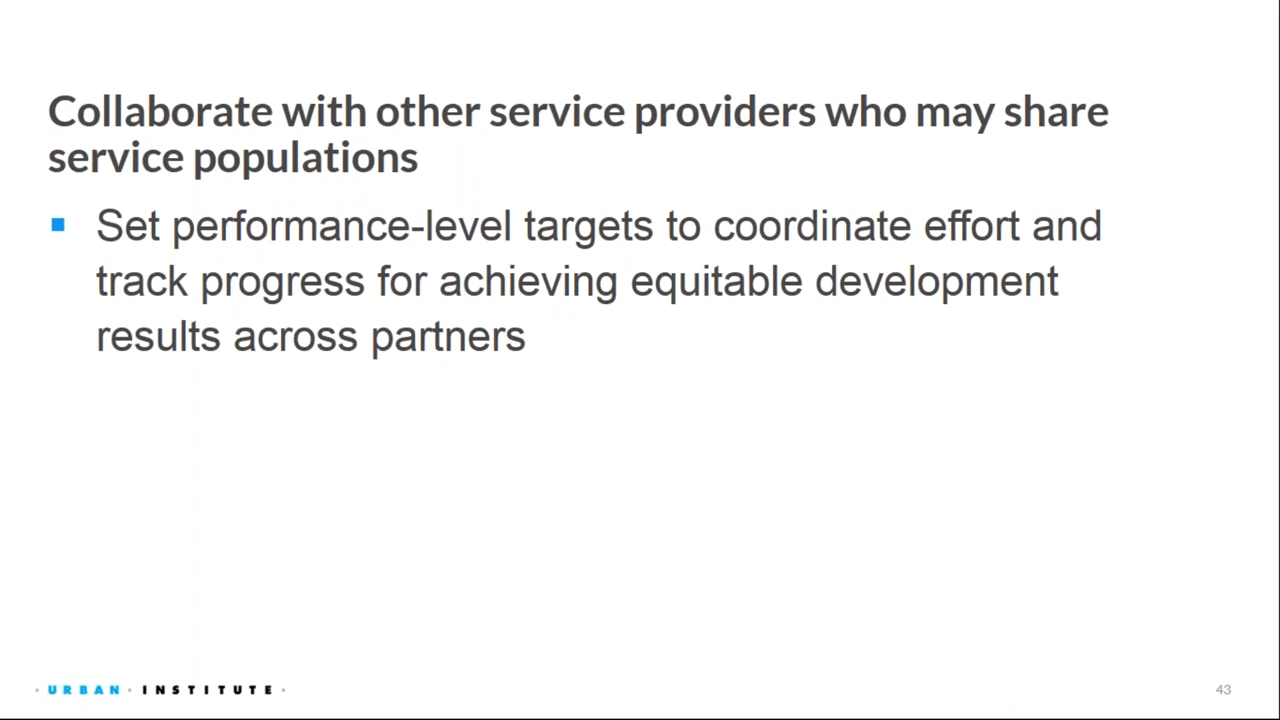 Collaborate with other service providers who may share
service populations
Set performance-level targets to coordinate effort and
track progress for achieving equitable development
results across partners
· URBAN · INSTITUTE ·
43